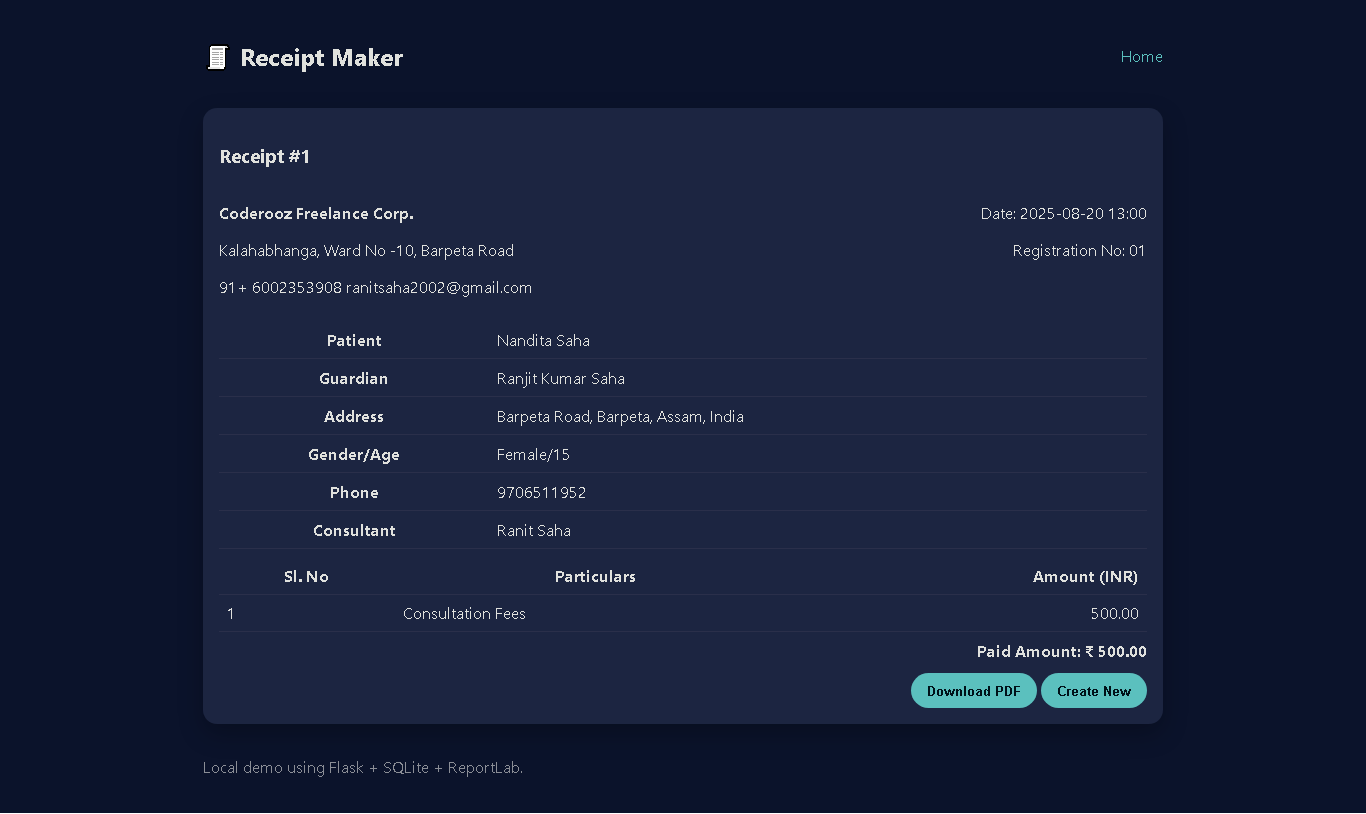 Receipt Maker
Home
Receipt #1
Coderooz Freelance Corp.
Date: 2025-08-20 13:00
Kalahabhanga, Ward No -10, Barpeta Road
Registration No: 01
91+ 6002353908 ranitsaha2002@gmail.com
Patient Nandita Saha
Guardian Ranjit Kumar Saha
Address Barpeta Road, Barpeta, Assam, India
Gender/Age Female/15
Phone 9706511952
Consultant Ranit Saha
Sl. No Particulars Amount (INR)
1 Consultation Fees 500.00
Paid Amount: ₹ 500.00
Download PDF Create New
Local demo using Flask + SQLite + ReportLab.